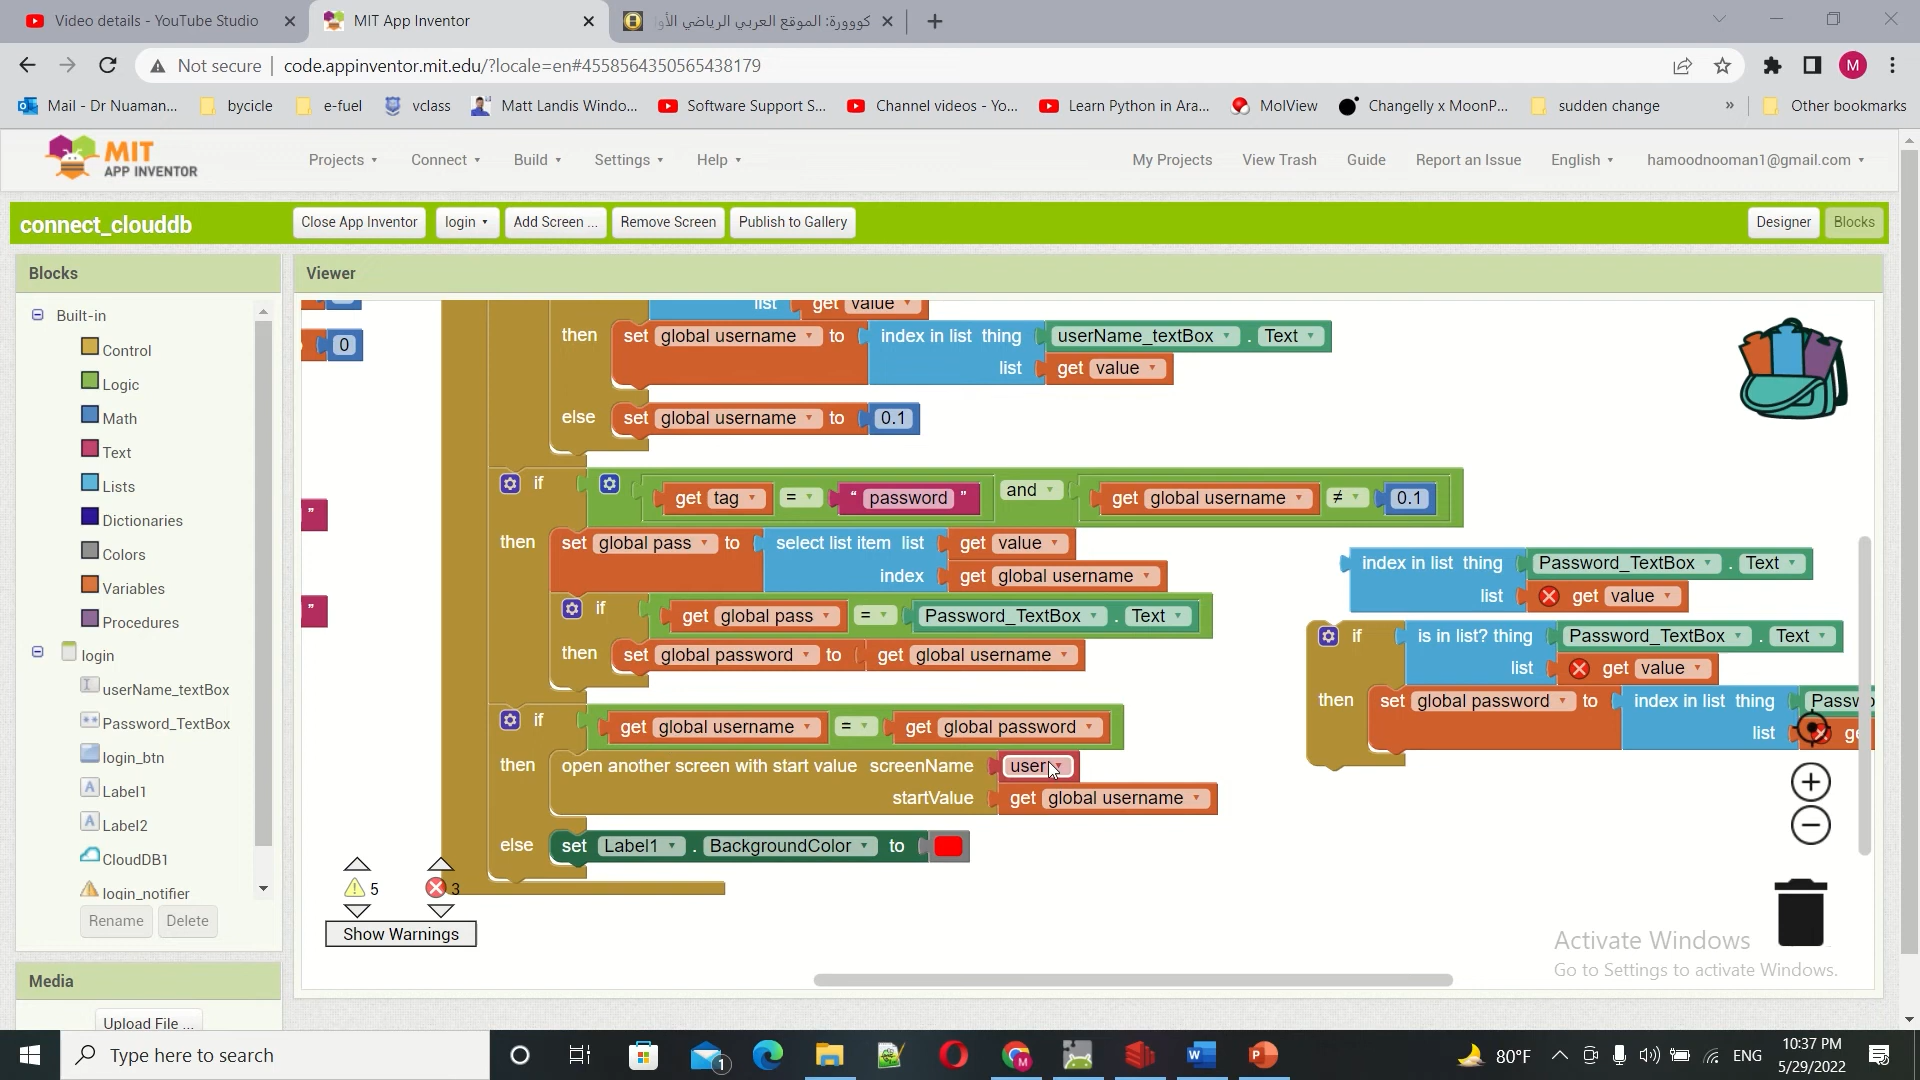 Video details - YouTube Studio
MIT App Inventor
كووورة: الموقع العربي الرياضي الأو
Not secure
code.appinventor.mit.edu/?locale=en#4558564350565438179
M
Mail - Dr Nuaman...
bycicle
e-fuel
vclass
Matt Landis Windo...
Software Support S...
Channel videos - Yo...
Learn Python in Ara...
MolView
Changelly x MoonP...
sudden change
»
Other bookmarks
MIT
APP INVENTOR
Projects
Connect
Build
Settings
Help
My Projects
View Trash
Guide
Report an Issue
English
hamoodnooman1@gmail.com
connect_clouddb
Close App Inventor
login
Add Screen ...
Remove Screen
Publish to Gallery
Designer
Blocks
Blocks
Viewer
Built-in
Control
Logic
Math
Text
Lists
Dictionaries
Colors
Variables
Procedures
login
userName_textBox
Password_TextBox
login_btn
Label1
Label2
CloudDB1
login_notifier
Rename
Delete
Media
Upload File ...
0
”
”
list get value
then set global username to index in list thing userName_textBox . Text
list get value
else set global username to 0.1
if get tag = “ password ” and get global username ≠ 0.1
then set global pass to select list item list get value
index get global username
if get global pass = Password_TextBox . Text
then set global password to get global username
if get global username = get global password
then open another screen with start value screenName user
startValue get global username
else set Label1 . BackgroundColor to
index in list thing Password_TextBox . Text
list get value
if is in list? thing Password_TextBox . Text
list get value
then set global password to index in list thing
list
5
3
Show Warnings
Activate Windows
Go to Settings to activate Windows.
Type here to search
1
80°F
ENG
10:37 PM
5/29/2022